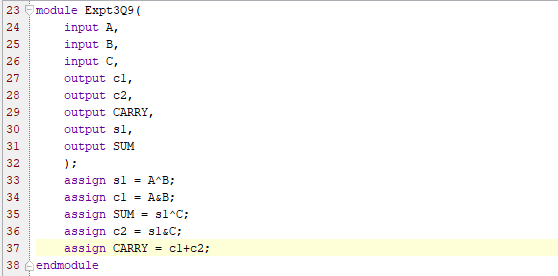 23 module Expt3Q9(
24 input A,
25 input B,
26 input C,
27 output c1,
28 output c2,
29 output CARRY,
30 output s1,
31 output SUM
32 );
33 assign s1 = A^B;
34 assign c1 = A&B;
35 assign SUM = s1^C;
36 assign c2 = s1&C;
37 assign CARRY = c1+c2;
38 endmodule